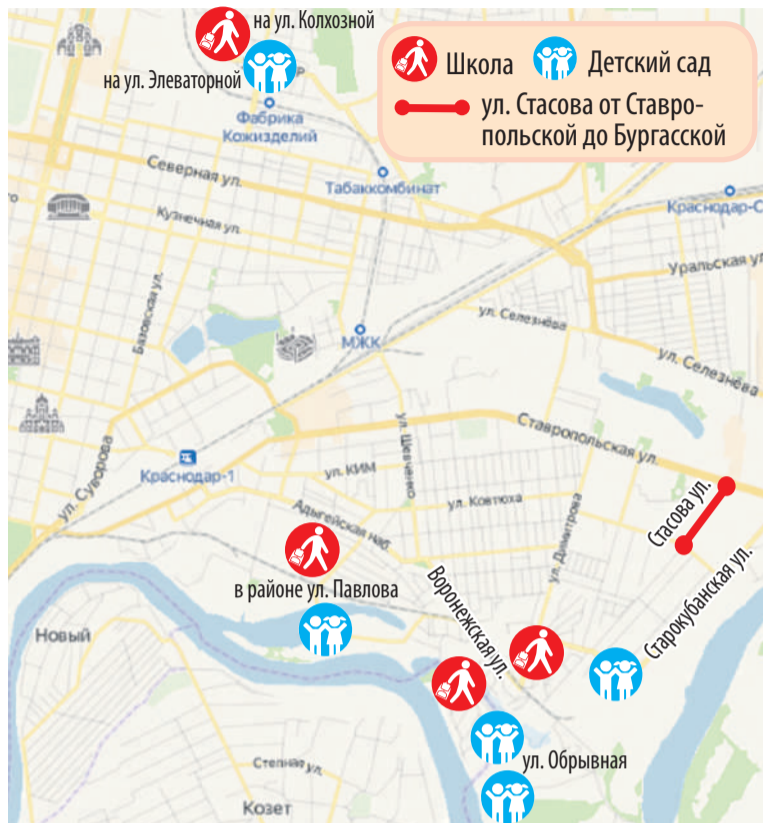 на ул. Колхозной
на ул. Элеваторной
Школа
Детский сад
ул. Стасова от Ставро-
польской до Бургасской
Фабрика
Кожизделий
Северная ул.
Табаккомбинат
Краснодар-С
Кузнечная ул.
Уральская ул
Базовская ул.
МЖК
ул. Селезнёва
ул. Селезнёва
ул. Суворова
Краснодар-1
ул. КИМ
ул. Шевченко
Ставропольская ул.
ул. Ковтюха
Адыгейская наб.
ул. Димитрова
Стасова ул.
в районе ул. Павлова
Воронежская ул.
Старокубанская ул.
Новый
ул. Обрывная
Степная ул.
Козет